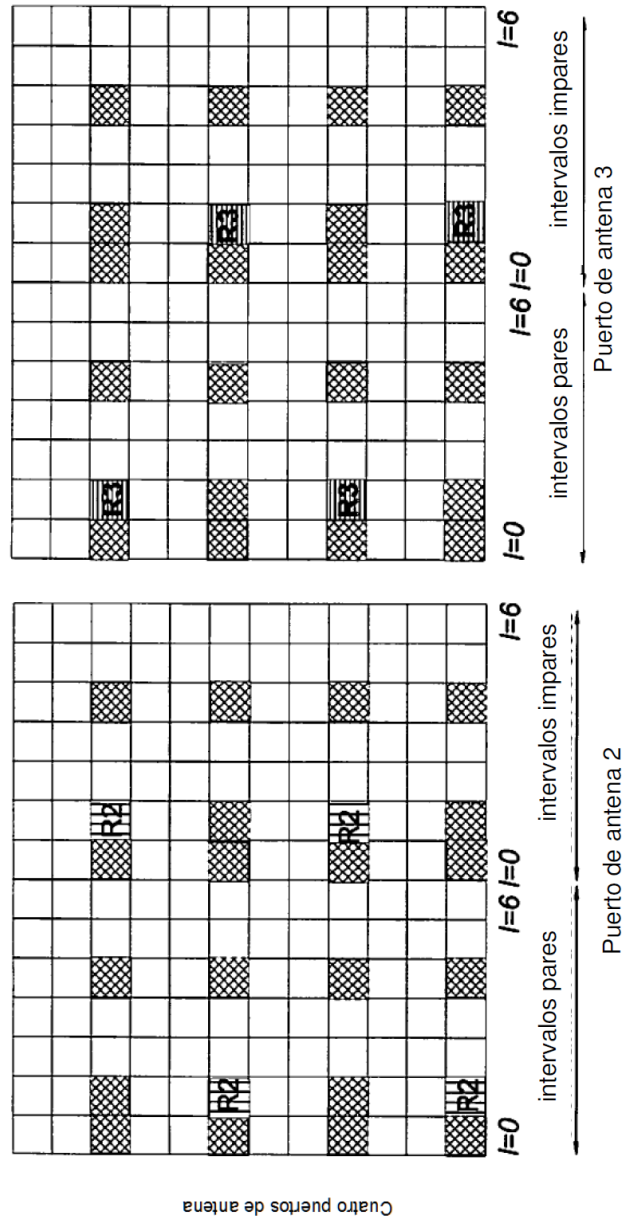 Cuatro puertos de antena
R2
R2
R2
R2
l=0
l=6
l=0
l=6
intervalos pares
intervalos impares
Puerto de antena 2
R3
R3
R3
R3
l=0
l=6
l=0
l=6
intervalos pares
intervalos impares
Puerto de antena 3